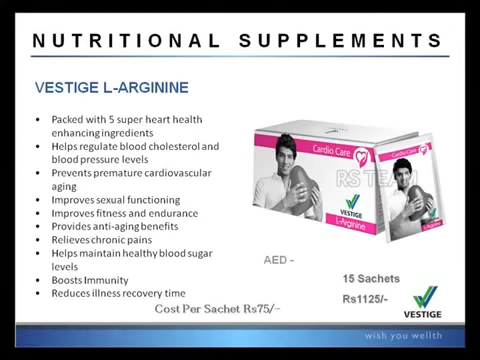 NUTRITIONAL SUPPLEMENTS
VESTIGE L-ARGININE
• Packed with 5 super heart health
enhancing ingredients
• Helps regulate blood cholesterol and
blood pressure levels
• Prevents premature cardiovascular
aging
• Improves sexual functioning
• Improves fitness and endurance
• Provides anti-aging benefits
• Relieves chronic pains
• Helps maintain healthy blood sugar
levels
• Boosts Immunity
• Reduces illness recovery time
Cardio Care
Cardio Care
RS TEAM
VESTIGE
L-Arginine
L-Arginine
AED -
15 Sachets
Rs1125/-
Cost Per Sachet Rs75/-
VESTIGE
wish you wellth